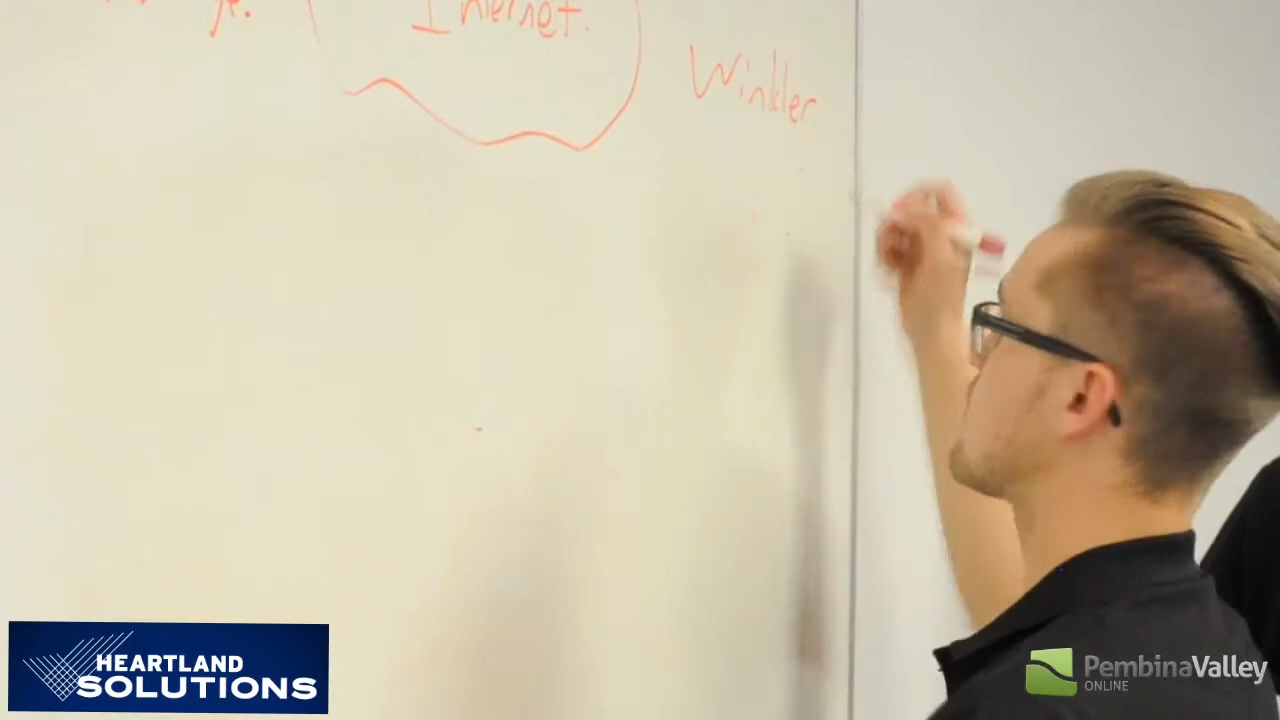 Internet.
Winkler
HEARTLAND
SOLUTIONS
PembinaValley
ONLINE